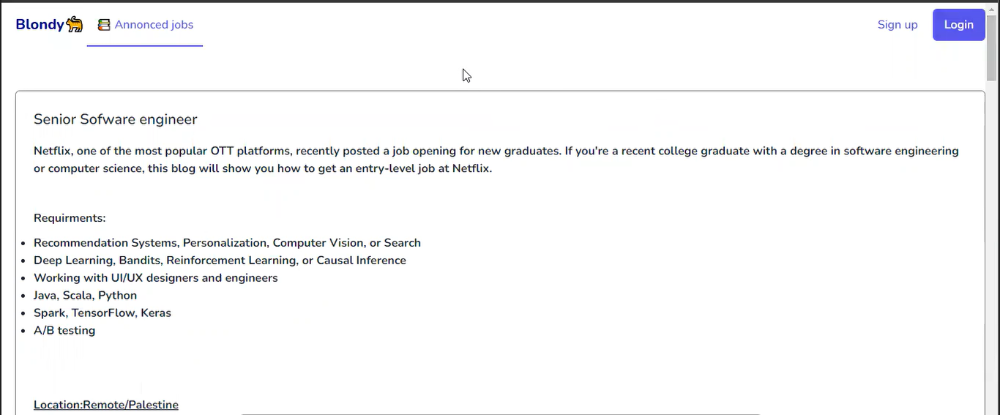 Blondy Annonced jobs Sign up Login
Senior Sofware engineer
Netflix, one of the most popular OTT platforms, recently posted a job opening for new graduates. If you're a recent college graduate with a degree in software engineering
or computer science, this blog will show you how to get an entry-level job at Netflix.
Requirments:
• Recommendation Systems, Personalization, Computer Vision, or Search
• Deep Learning, Bandits, Reinforcement Learning, or Causal Inference
• Working with UI/UX designers and engineers
• Java, Scala, Python
• Spark, TensorFlow, Keras
• A/B testing
Location:Remote/Palestine